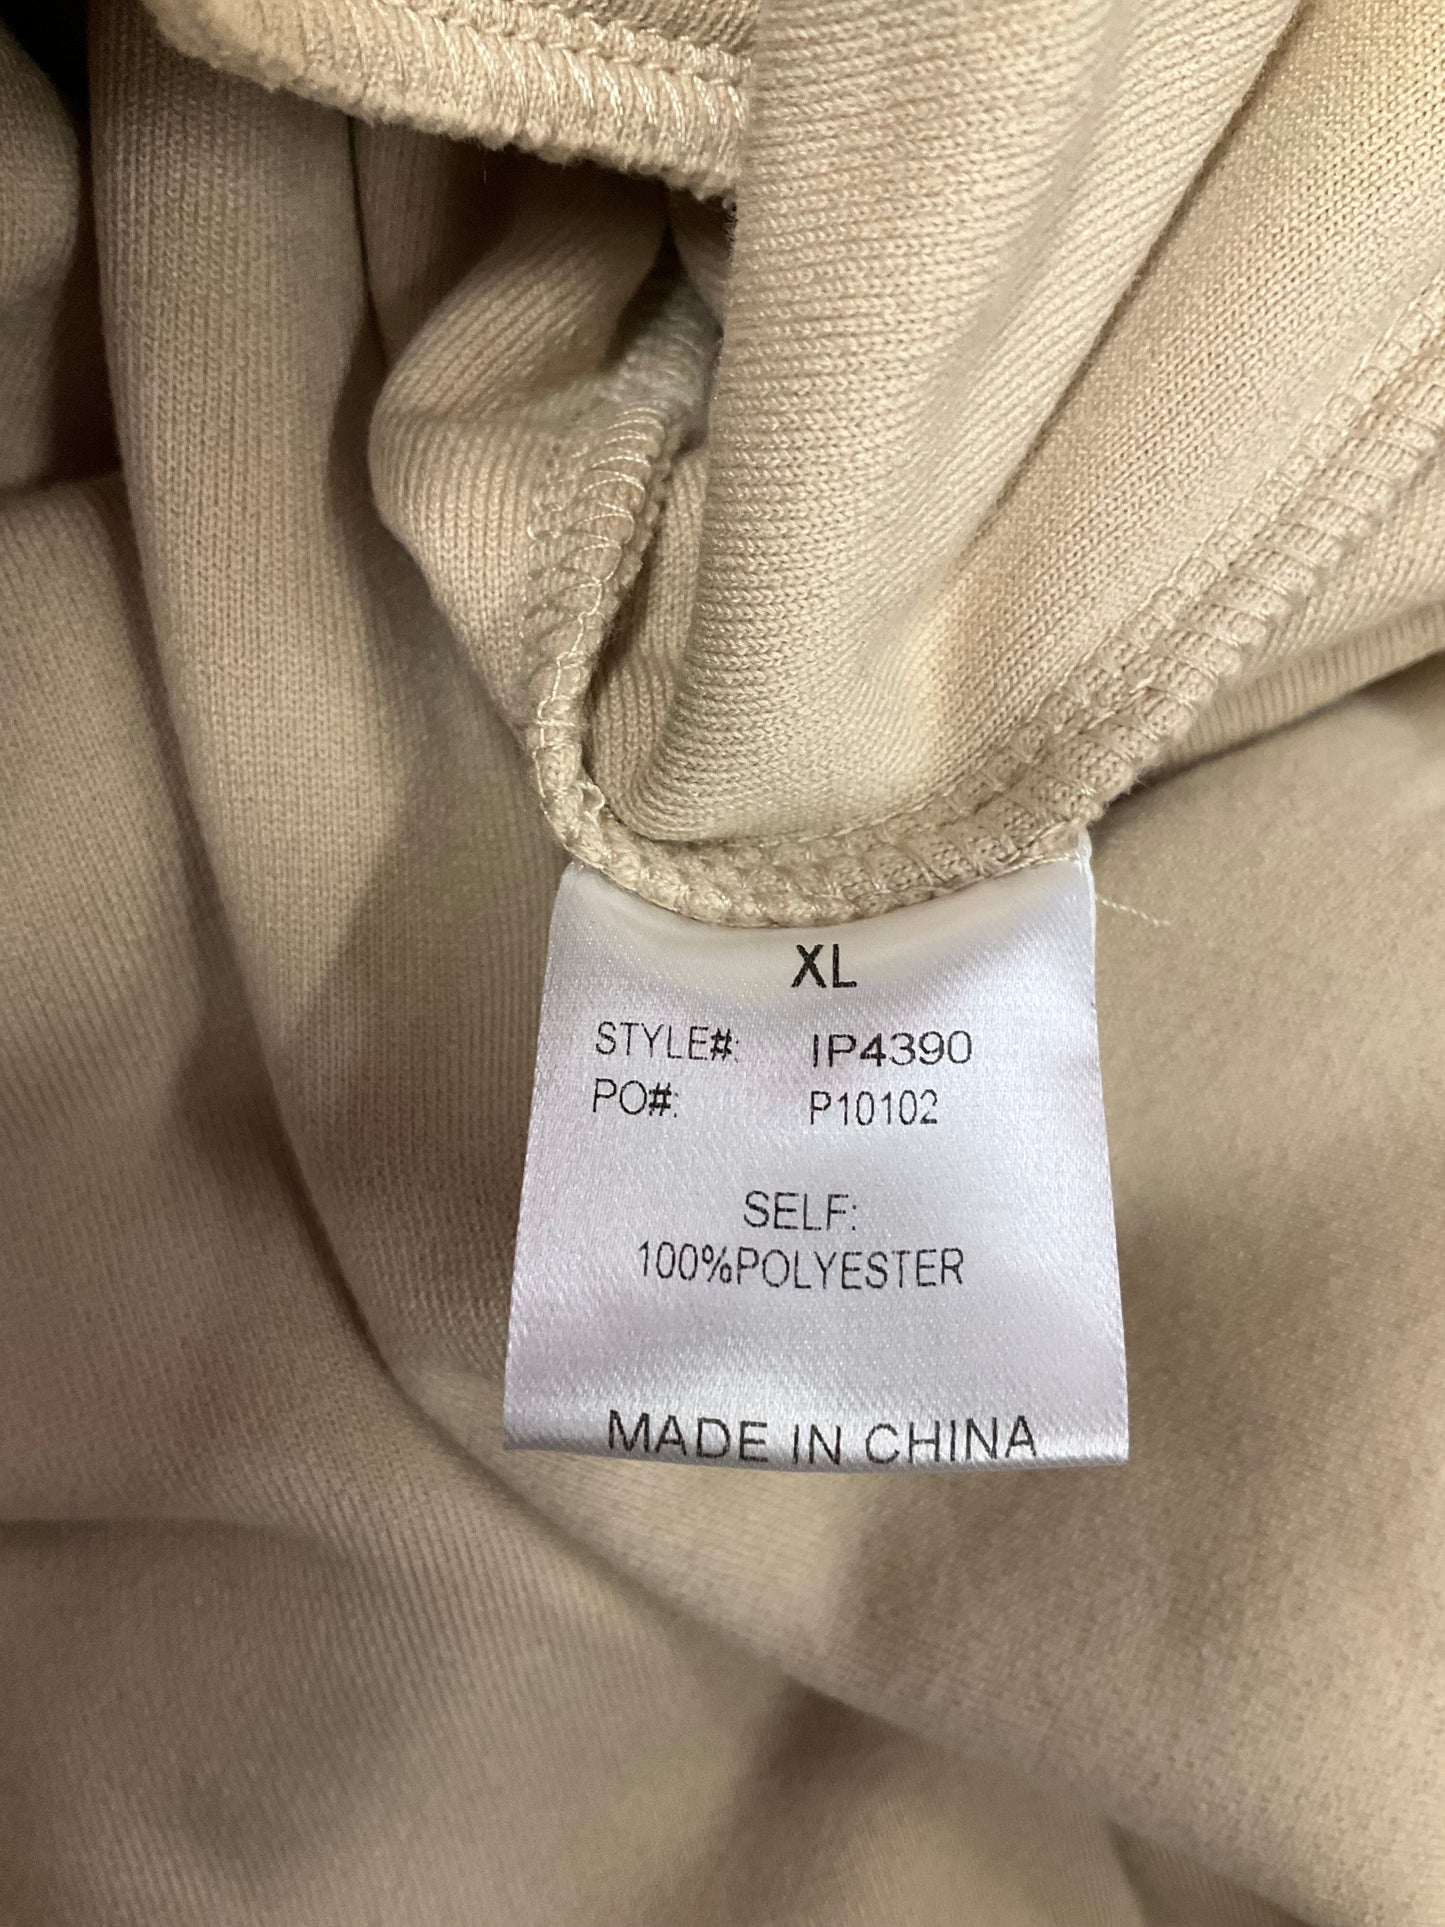 XL
STYLE#: IP4390
PO#: P10102
SELF:
100%POLYESTER
MADE IN CHINA